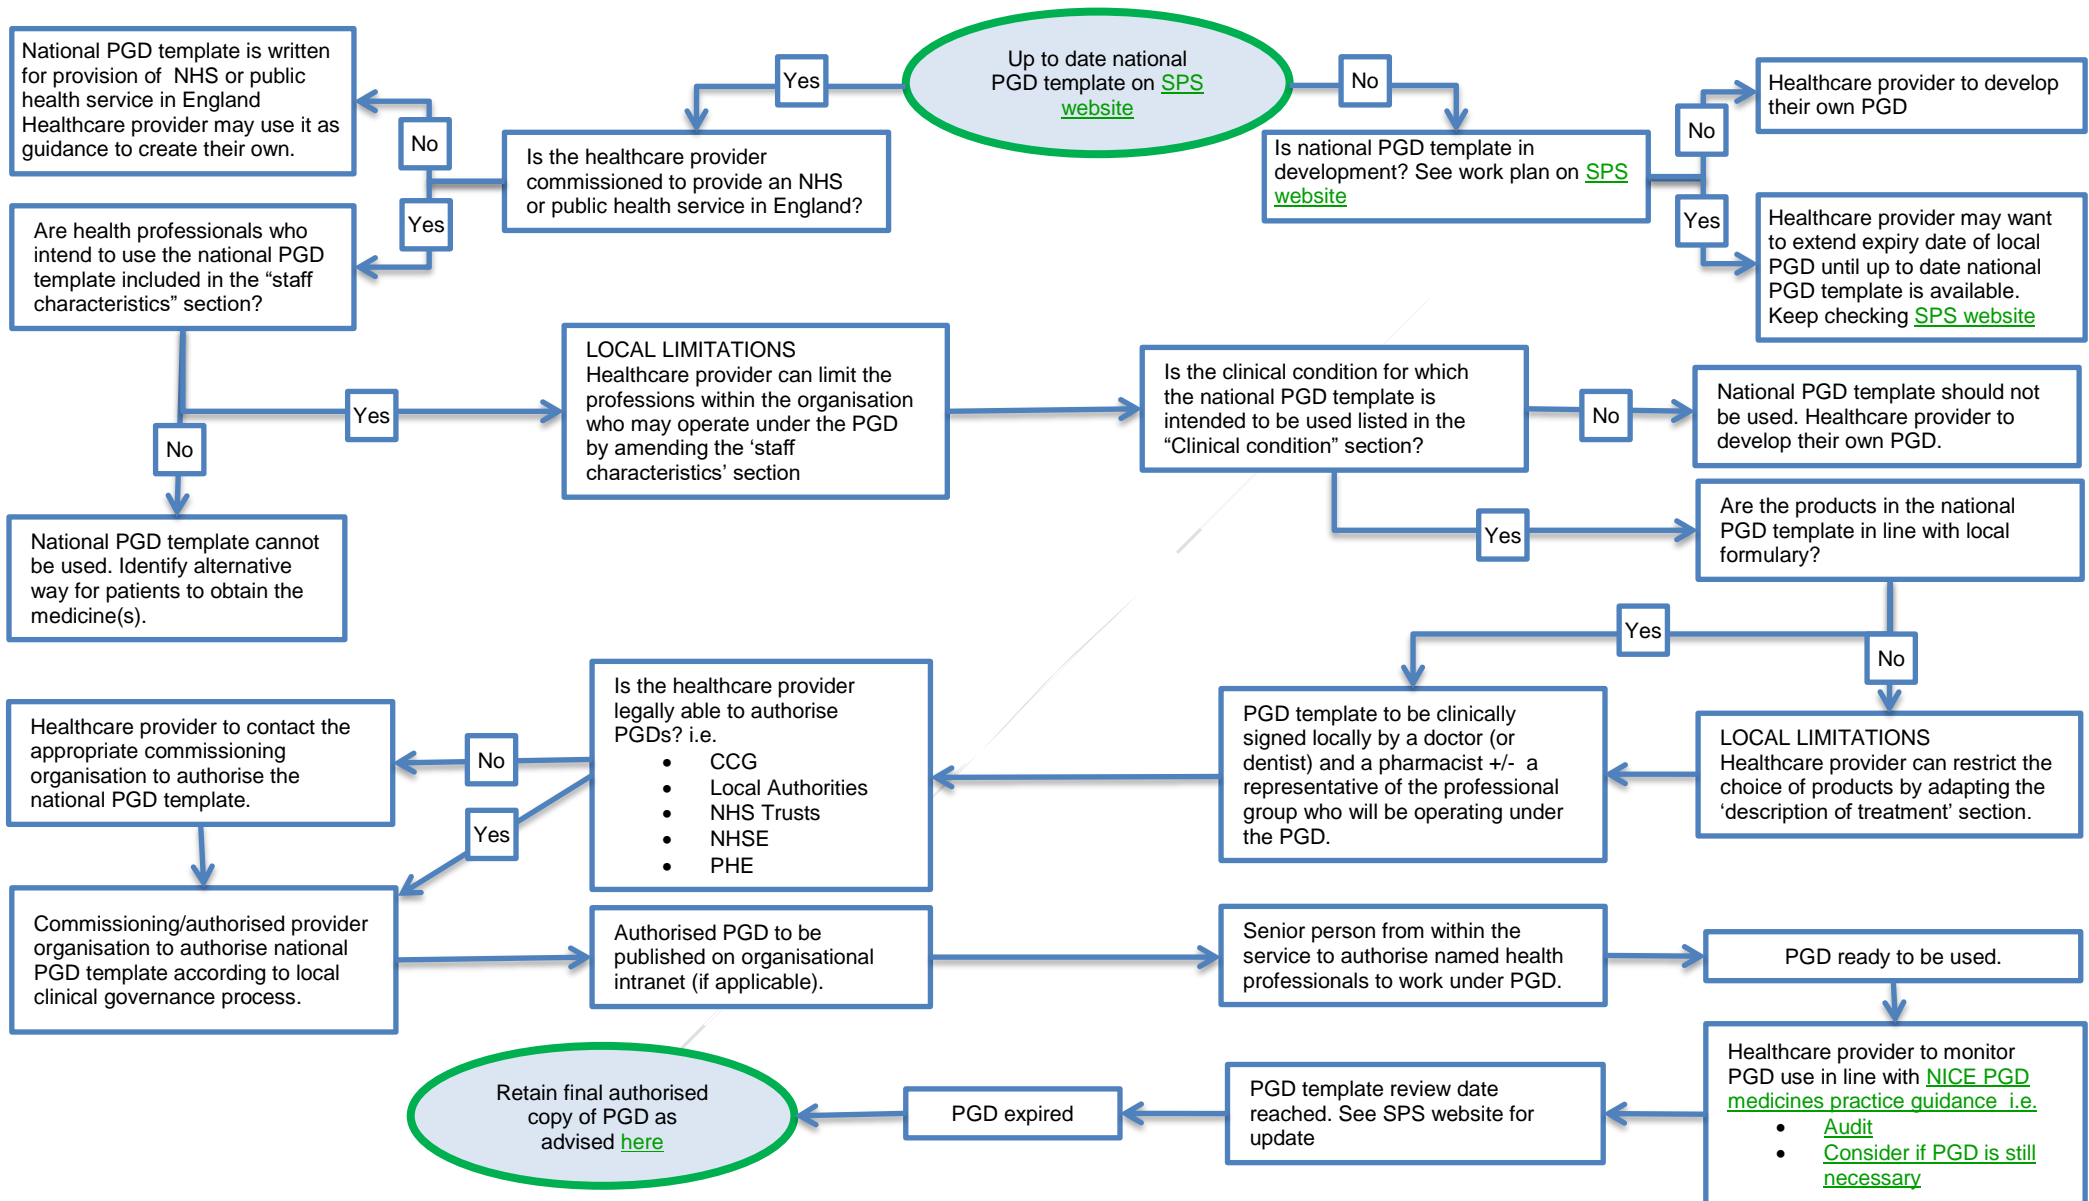 Up to date national
PGD template on SPS
website
Yes
No
National PGD template is written
for provision of  NHS or public
health service in England
Healthcare provider may use it as
guidance to create their own.
No
Is the healthcare provider
commissioned to provide an NHS
or public health service in England?
Yes
Are health professionals who
intend to use the national PGD
template included in the “staff
characteristics” section?
Is national PGD template in
development? See work plan on SPS
website
No
Healthcare provider to develop
their own PGD
Yes
Healthcare provider may want
to extend expiry date of local
PGD until up to date national
PGD template is available.
Keep checking SPS website
No
National PGD template cannot
be used. Identify alternative
way for patients to obtain the
medicine(s).
Yes
LOCAL LIMITATIONS
Healthcare provider can limit the
professions within the organisation
who may operate under the PGD
by amending the ‘staff
characteristics’ section
Is the clinical condition for which
the national PGD template is
intended to be used listed in the
“Clinical condition” section?
No
National PGD template should not
be used. Healthcare provider to
develop their own PGD.
Yes
Are the products in the national
PGD template in line with local
formulary?
Yes
No
LOCAL LIMITATIONS
Healthcare provider can restrict the
choice of products by adapting the
‘description of treatment’ section.
PGD template to be clinically
signed locally by a doctor (or
dentist) and a pharmacist +/-  a
representative of the professional
group who will be operating under
the PGD.
Is the healthcare provider
legally able to authorise
PGDs? i.e.
• CCG
• Local Authorities
• NHS Trusts
• NHSE
• PHE
No
Healthcare provider to contact the
appropriate commissioning
organisation to authorise the
national PGD template.
Yes
Commissioning/authorised provider
organisation to authorise national
PGD template according to local
clinical governance process.
Authorised PGD to be
published on organisational
intranet (if applicable).
Senior person from within the
service to authorise named health
professionals to work under PGD.
PGD ready to be used.
Healthcare provider to monitor
PGD use in line with NICE PGD
medicines practice guidance  i.e.
• Audit
• Consider if PGD is still
necessary
PGD template review date
reached. See SPS website for
update
PGD expired
Retain final authorised
copy of PGD as
advised here